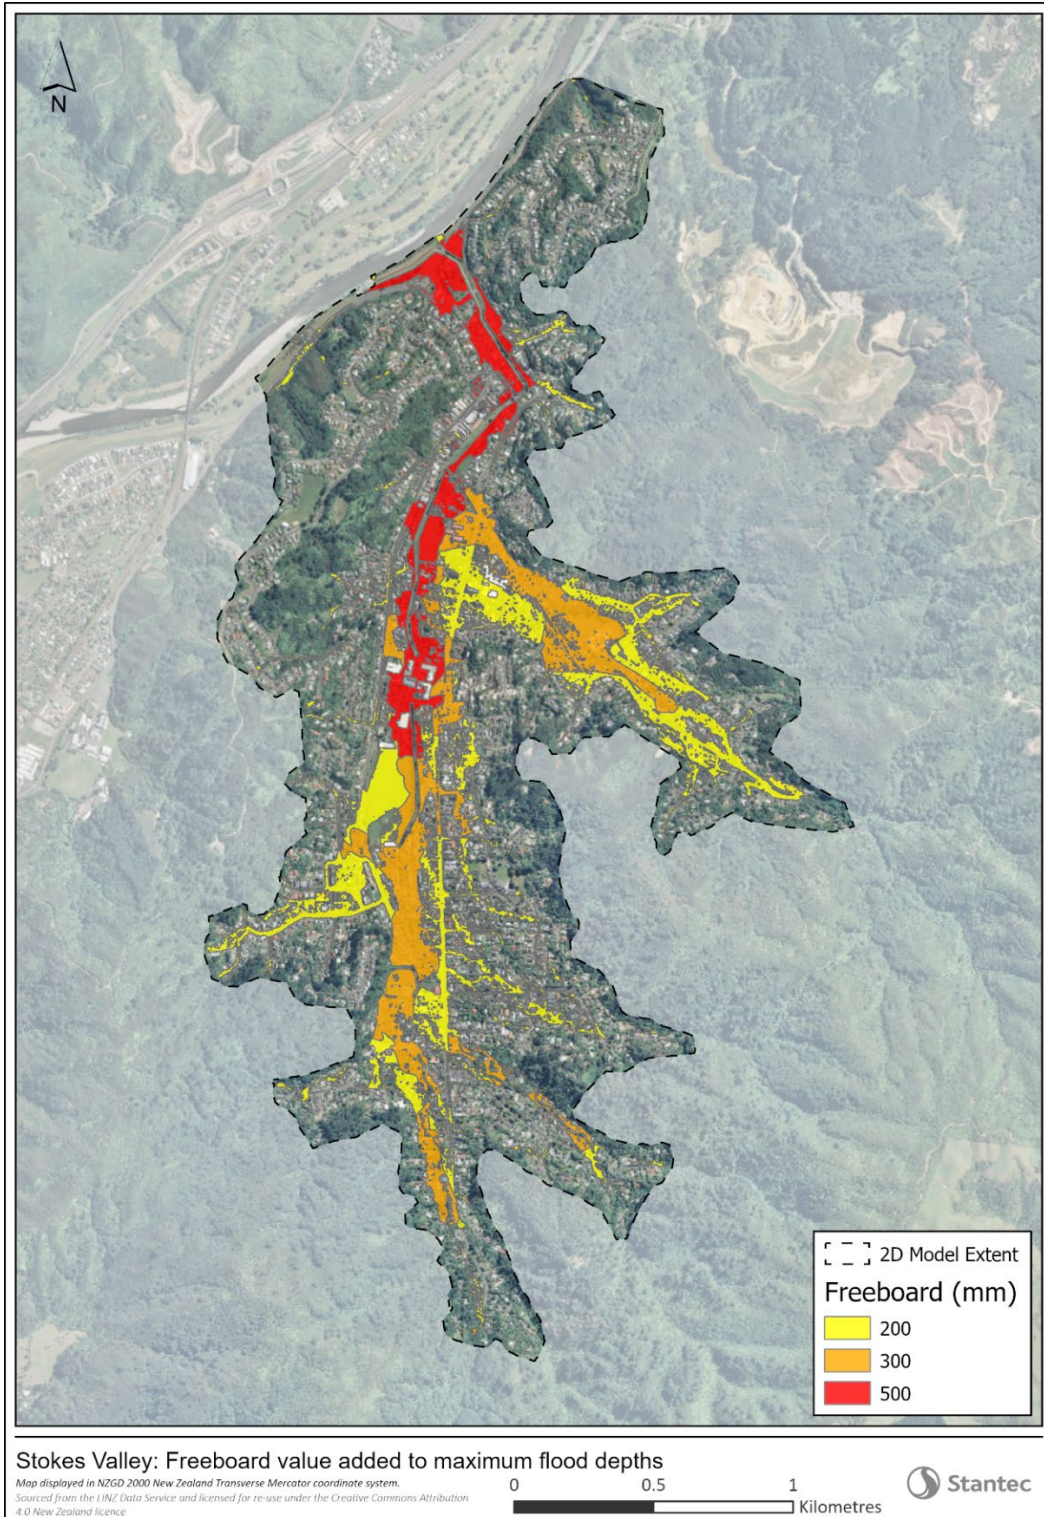 N
2D Model Extent
Freeboard (mm)
200
300
500
Stokes Valley: Freeboard value added to maximum flood depths
Map displayed in NZGD 2000 New Zealand Transverse Mercator coordinate system.
Sourced from the LINZ Data Service and licensed for re-use under the Creative Commons Attribution
4.0 New Zealand licence
0 0.5 1
Kilometres
Stantec